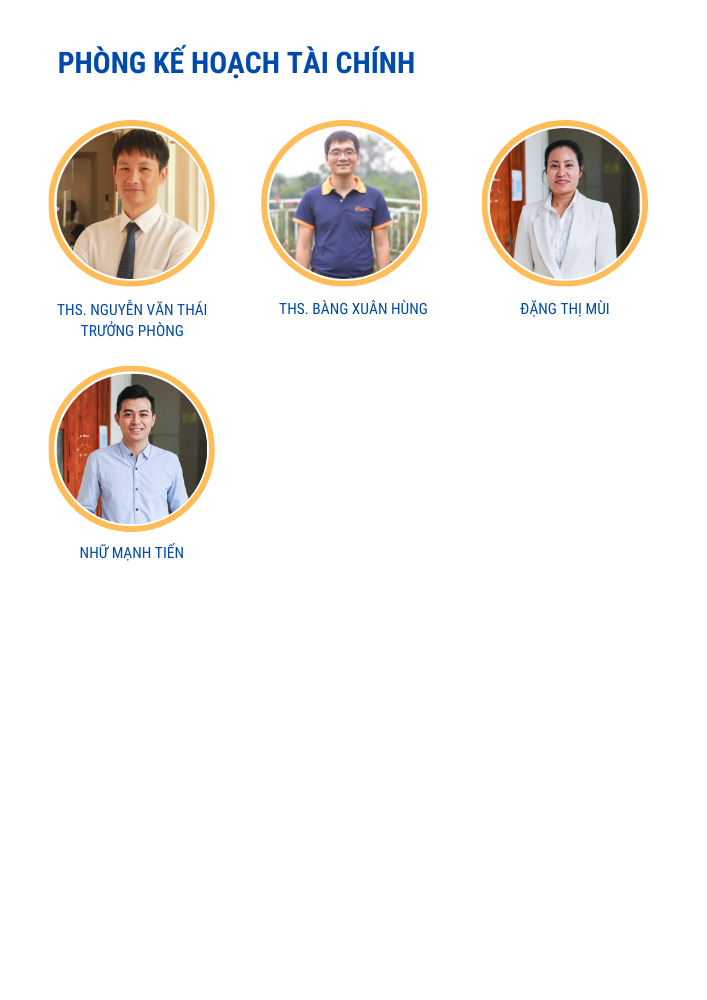 PHÒNG KẾ HOẠCH TÀI CHÍNH
THS. NGUYỄN VĂN THÁI
TRƯỞNG PHÒNG
THS. BÀNG XUÂN HÙNG
ĐẶNG THỊ MÙI
NHỮ MẠNH TIẾN